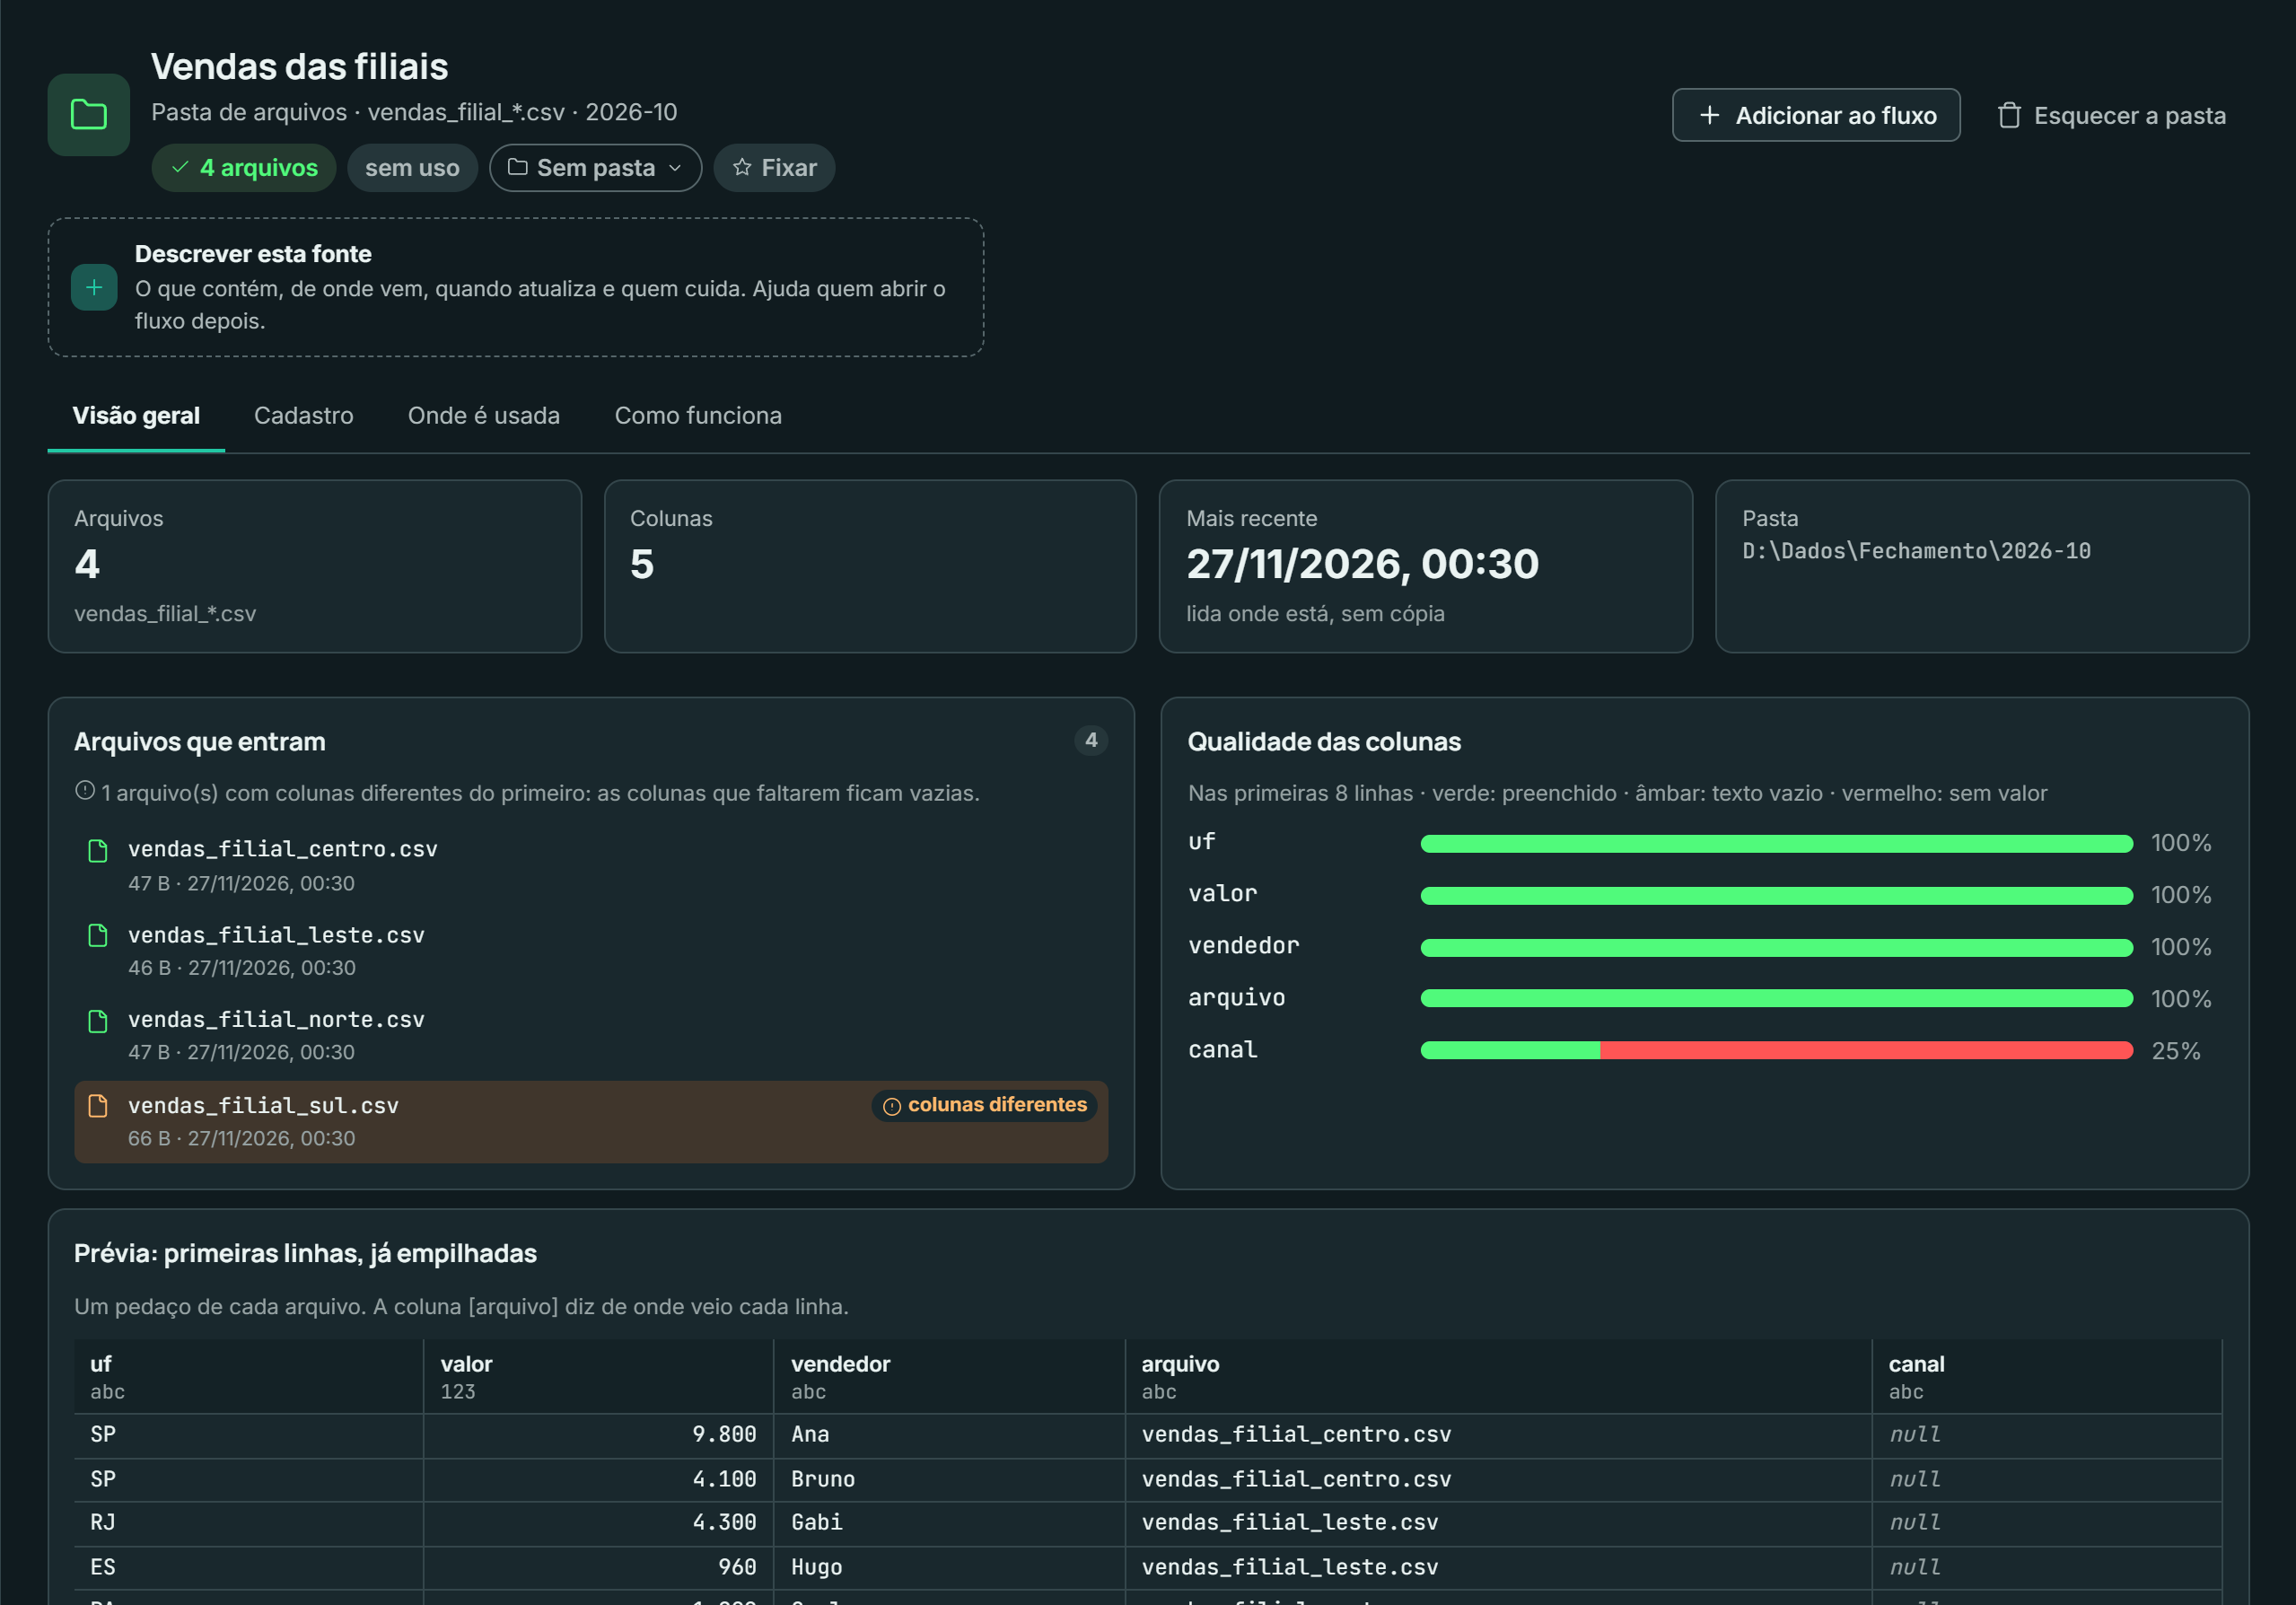 Vendas das filiais
Pasta de arquivos · vendas_filial_*.csv · 2026-10
4 arquivos
sem uso
Sem pasta
Fixar
Adicionar ao fluxo
Esquecer a pasta
Descrever esta fonte
O que contém, de onde vem, quando atualiza e quem cuida. Ajuda quem abrir o
fluxo depois.
Visão geral
Cadastro
Onde é usada
Como funciona
Arquivos
4
vendas_filial_*.csv
Colunas
5
Mais recente
27/11/2026, 00:30
lida onde está, sem cópia
Pasta
D:\Dados\Fechamento\2026-10
Arquivos que entram
4
1 arquivo(s) com colunas diferentes do primeiro: as colunas que faltarem ficam vazias.
vendas_filial_centro.csv
47 B · 27/11/2026, 00:30
vendas_filial_leste.csv
46 B · 27/11/2026, 00:30
vendas_filial_norte.csv
47 B · 27/11/2026, 00:30
vendas_filial_sul.csv
colunas diferentes
66 B · 27/11/2026, 00:30
Qualidade das colunas
Nas primeiras 8 linhas · verde: preenchido · âmbar: texto vazio · vermelho: sem valor
uf 100%
valor 100%
vendedor 100%
arquivo 100%
canal 25%
Prévia: primeiras linhas, já empilhadas
Um pedaço de cada arquivo. A coluna [arquivo] diz de onde veio cada linha.
uf valor vendedor arquivo canal
abc 123 abc abc abc
SP 9.800 Ana vendas_filial_centro.csv null
SP 4.100 Bruno vendas_filial_centro.csv null
RJ 4.300 Gabi vendas_filial_leste.csv null
ES 960 Hugo vendas_filial_leste.csv null